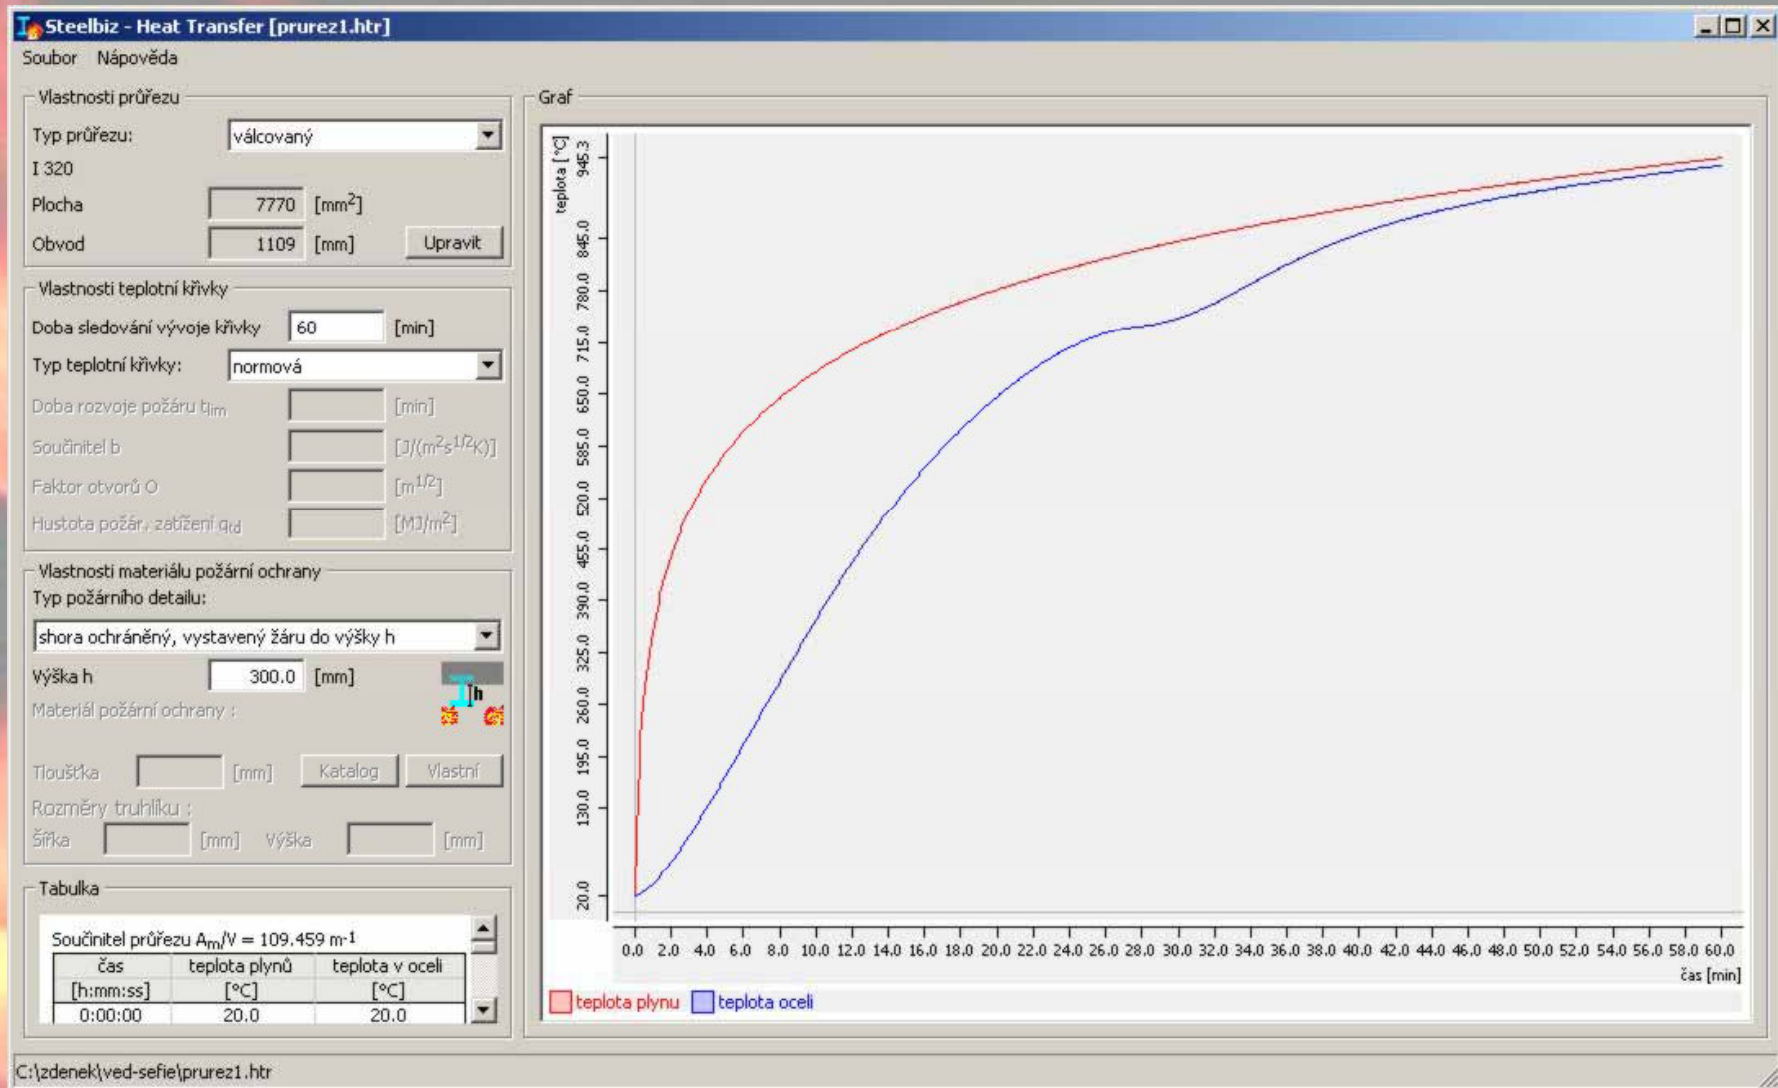 Steelbiz - Heat Transfer [prurez1.htr]
Soubor Nápověda
Vlastnosti průřezu
Typ průřezu: válcovaný
I 320
Plocha 7770 [mm2]
Obvod 1109 [mm] Upravit
Vlastnosti teplotní křivky
Doba sledování vývoje křivky 60 [min]
Typ teplotní křivky: normová
Doba rozvoje požáru tlim [min]
Součinitel b [J/(m2s1/2K)]
Faktor otvorů O [m1/2]
Hustota požár. zatížení qtd [MJ/m2]
Vlastnosti materiálu požární ochrany
Typ požárního detailu:
shora ochráněný, vystavený žáru do výšky h
Výška h 300.0 [mm] h
Materiál požární ochrany :
Tloušťka [mm] Katalog Vlastní
Rozměry truhlíku :
Šířka [mm] Výška [mm]
Tabulka
Součinitel průřezu Am/V = 109.459 m-1
čas teplota plynů teplota v oceli
[h:mm:ss] [°C] [°C]
0:00:00 20.0 20.0
Graf
teplota [°C]
945.3
845.0
780.0
715.0
650.0
585.0
520.0
455.0
390.0
325.0
260.0
195.0
130.0
20.0
0.0 2.0 4.0 6.0 8.0 10.0 12.0 14.0 16.0 18.0 20.0 22.0 24.0 26.0 28.0 30.0 32.0 34.0 36.0 38.0 40.0 42.0 44.0 46.0 48.0 50.0 52.0 54.0 56.0 58.0 60.0
čas [min]
teplota plynu teplota oceli
C:\zdenek\ved-sefie\prurez1.htr